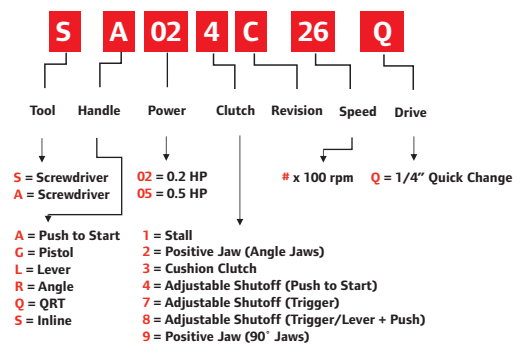 S A 02 4 C 26 Q
Tool Handle Power Clutch Revision Speed Drive
S = Screwdriver
A = Screwdriver
02 = 0.2 HP
05 = 0.5 HP
# x 100 rpm
Q = 1/4” Quick Change
A = Push to Start
G = Pistol
L = Lever
R = Angle
Q = QRT
S = Inline
1 = Stall
2 = Positive Jaw (Angle Jaws)
3 = Cushion Clutch
4 = Adjustable Shutoff (Push to Start)
7 = Adjustable Shutoff (Trigger)
8 = Adjustable Shutoff (Trigger/Lever + Push)
9 = Positive Jaw (90˚ Jaws)